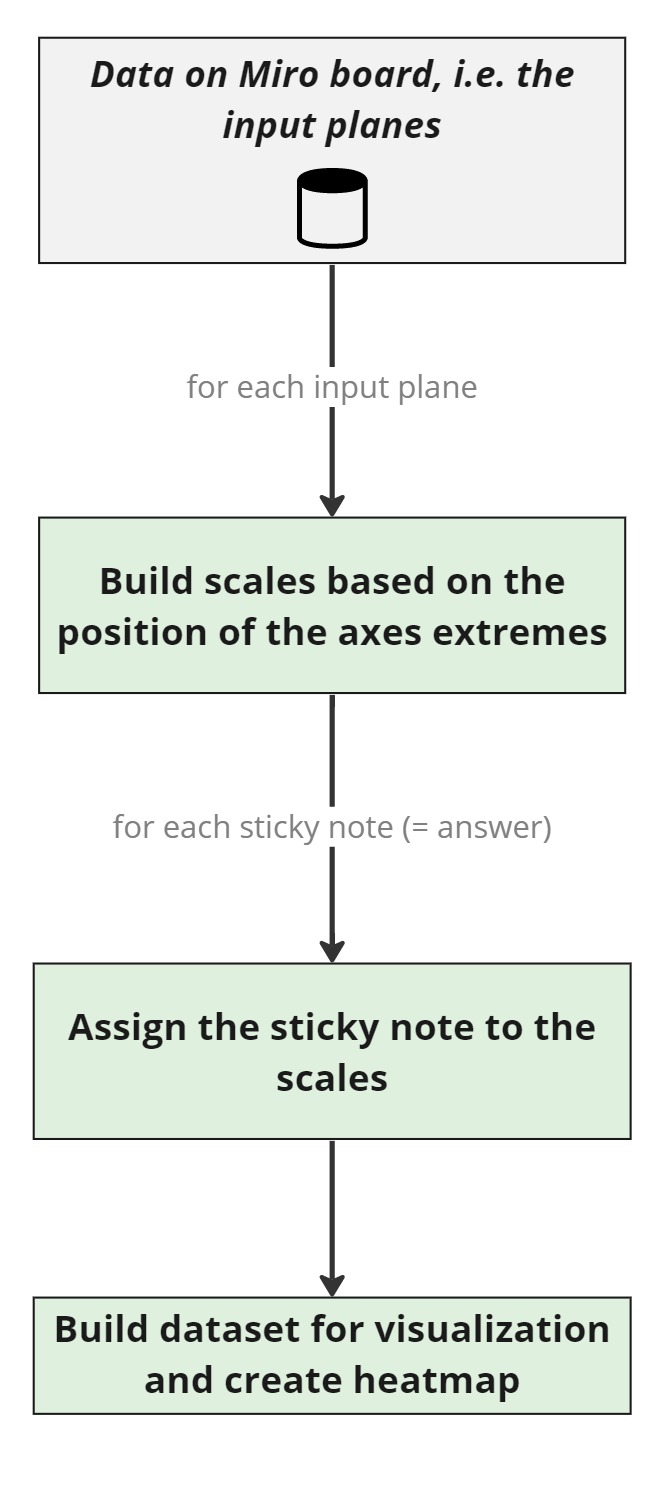 Data on Miro board, i.e. the
input planes
for each input plane
Build scales based on the
position of the axes extremes
for each sticky note (= answer)
Assign the sticky note to the
scales
Build dataset for visualization
and create heatmap